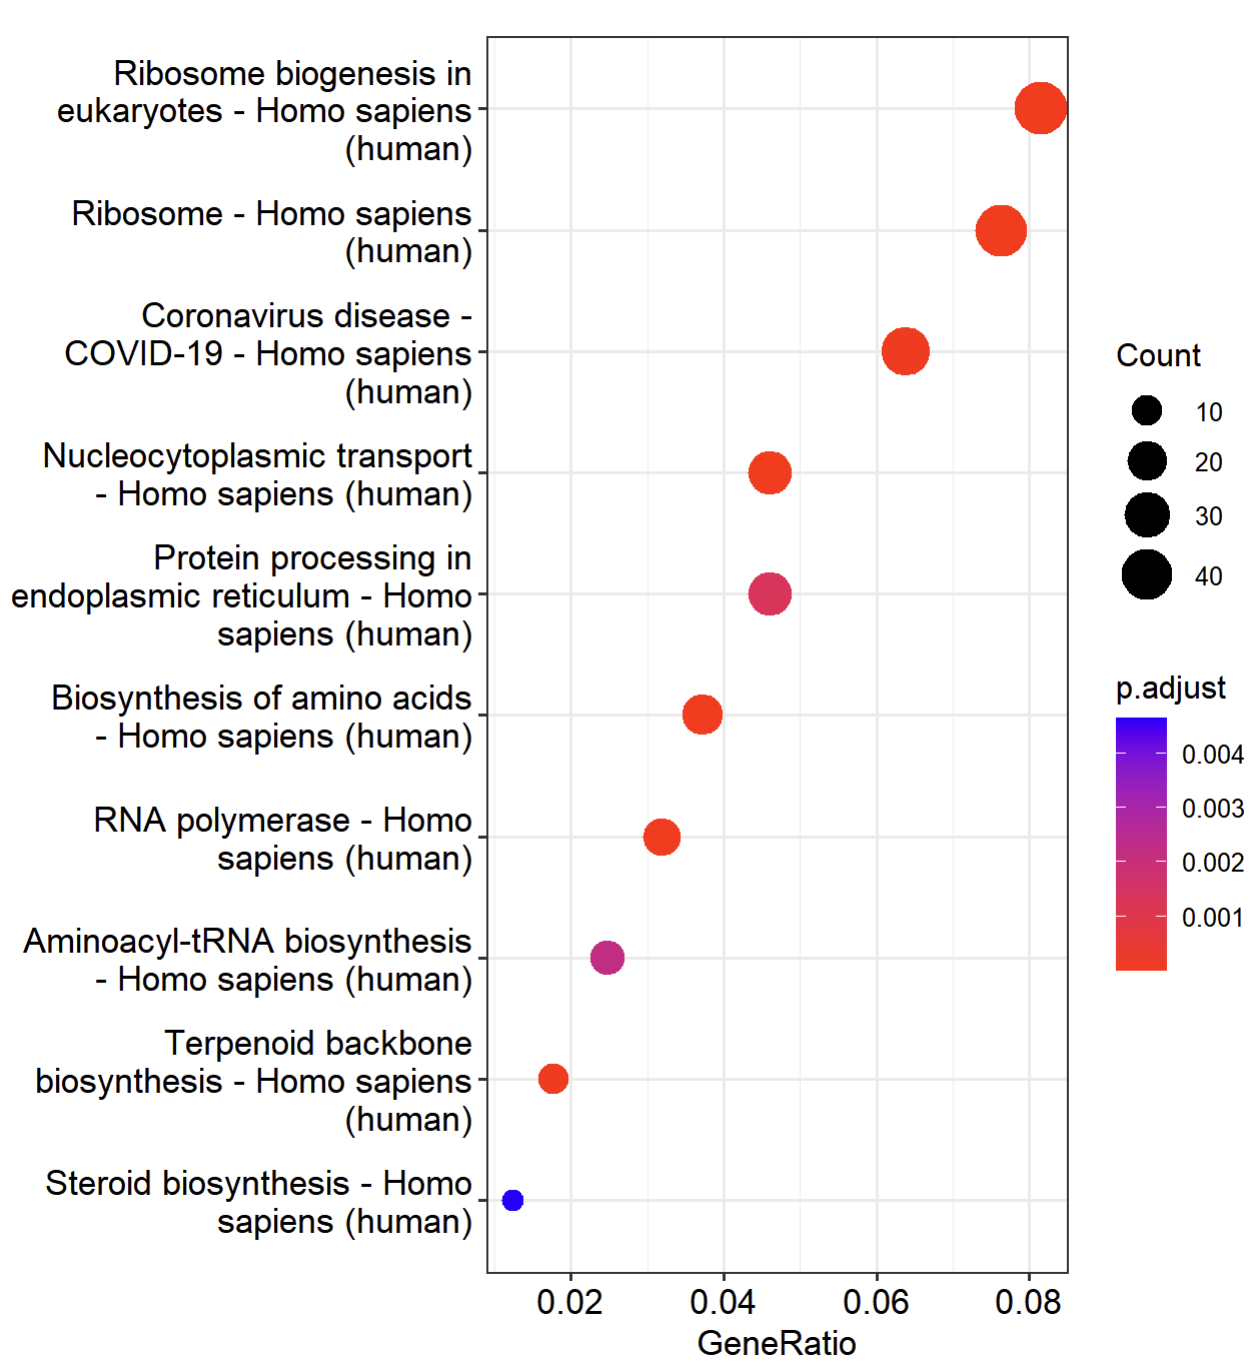 Ribosome biogenesis in
eukaryotes - Homo sapiens
(human)
Ribosome - Homo sapiens
(human)
Coronavirus disease -
COVID-19 - Homo sapiens
(human)
Nucleocytoplasmic transport
- Homo sapiens (human)
Protein processing in
endoplasmic reticulum - Homo
sapiens (human)
Biosynthesis of amino acids
- Homo sapiens (human)
RNA polymerase - Homo
sapiens (human)
Aminoacyl-tRNA biosynthesis
- Homo sapiens (human)
Terpenoid backbone
biosynthesis - Homo sapiens
(human)
Steroid biosynthesis - Homo
sapiens (human)
0.02 0.04 0.06 0.08
GeneRatio
Count
10
20
30
40
p.adjust
0.004
0.003
0.002
0.001